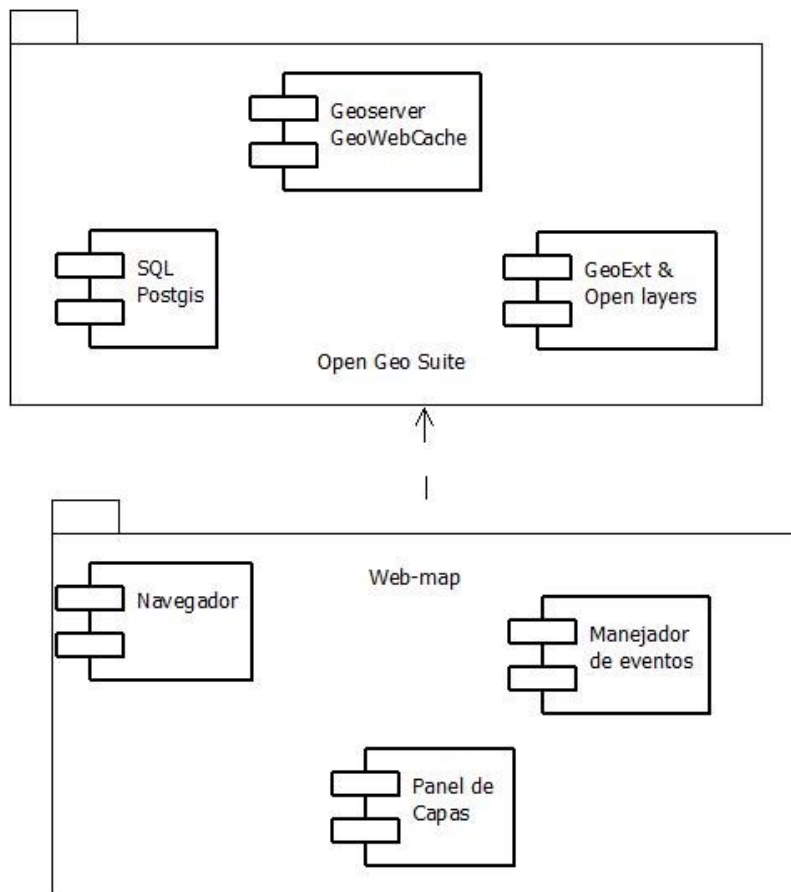 Geoserver
GeoWebCache
SQL
Postgis
GeoExt &
Open layers
Open Geo Suite
Web-map
Navegador
Manejador
de eventos
Panel de
Capas